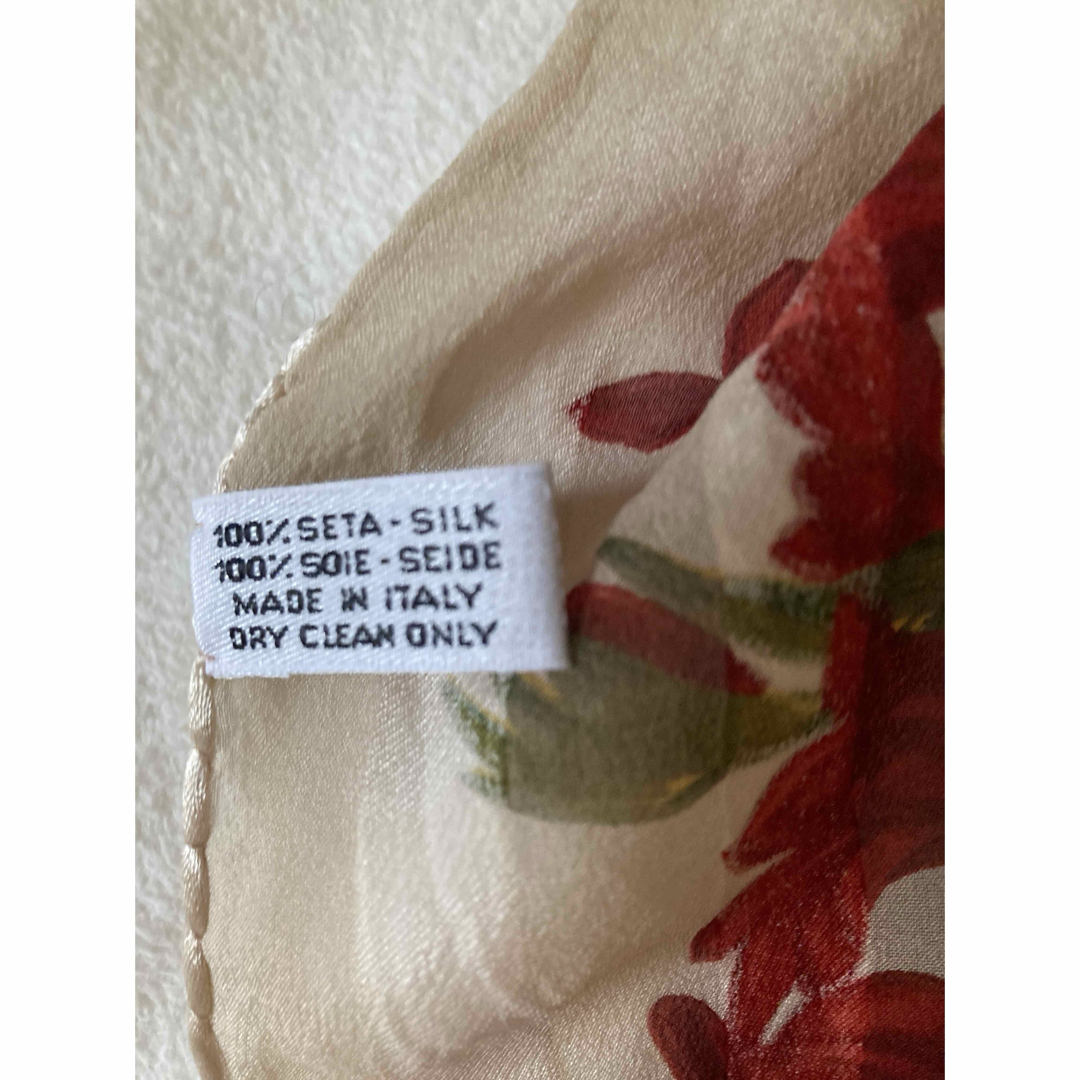 100% SETA - SILK
100% SOIE - SEIDE
MADE IN ITALY
DRY CLEAN ONLY